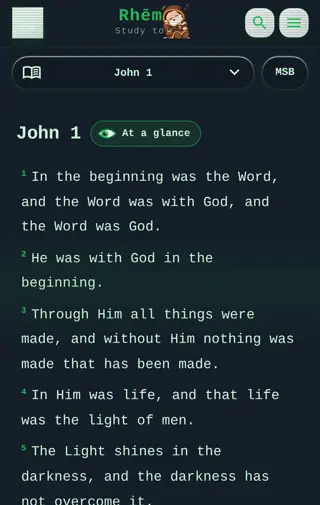 Rhēm
Study to
John 1
MSB
John 1
At a glance
1 In the beginning was the Word,
and the Word was with God, and
the Word was God.
2 He was with God in the
beginning.
3 Through Him all things were
made, and without Him nothing was
made that has been made.
4 In Him was life, and that life
was the light of men.
5 The Light shines in the
darkness, and the darkness has
not overcome it.